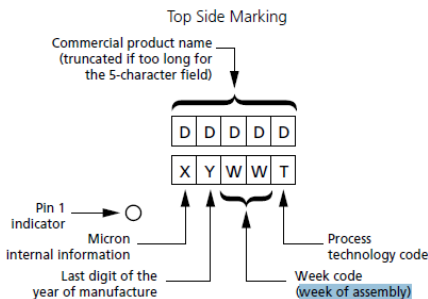 Top Side Marking
Commercial product name
(truncated if too long for
the 5-character field)
D D D D D
X Y W W T
Pin 1
indicator
Micron
internal information
Process
technology code
Last digit of the
year of manufacture
Week code
(week of assembly)